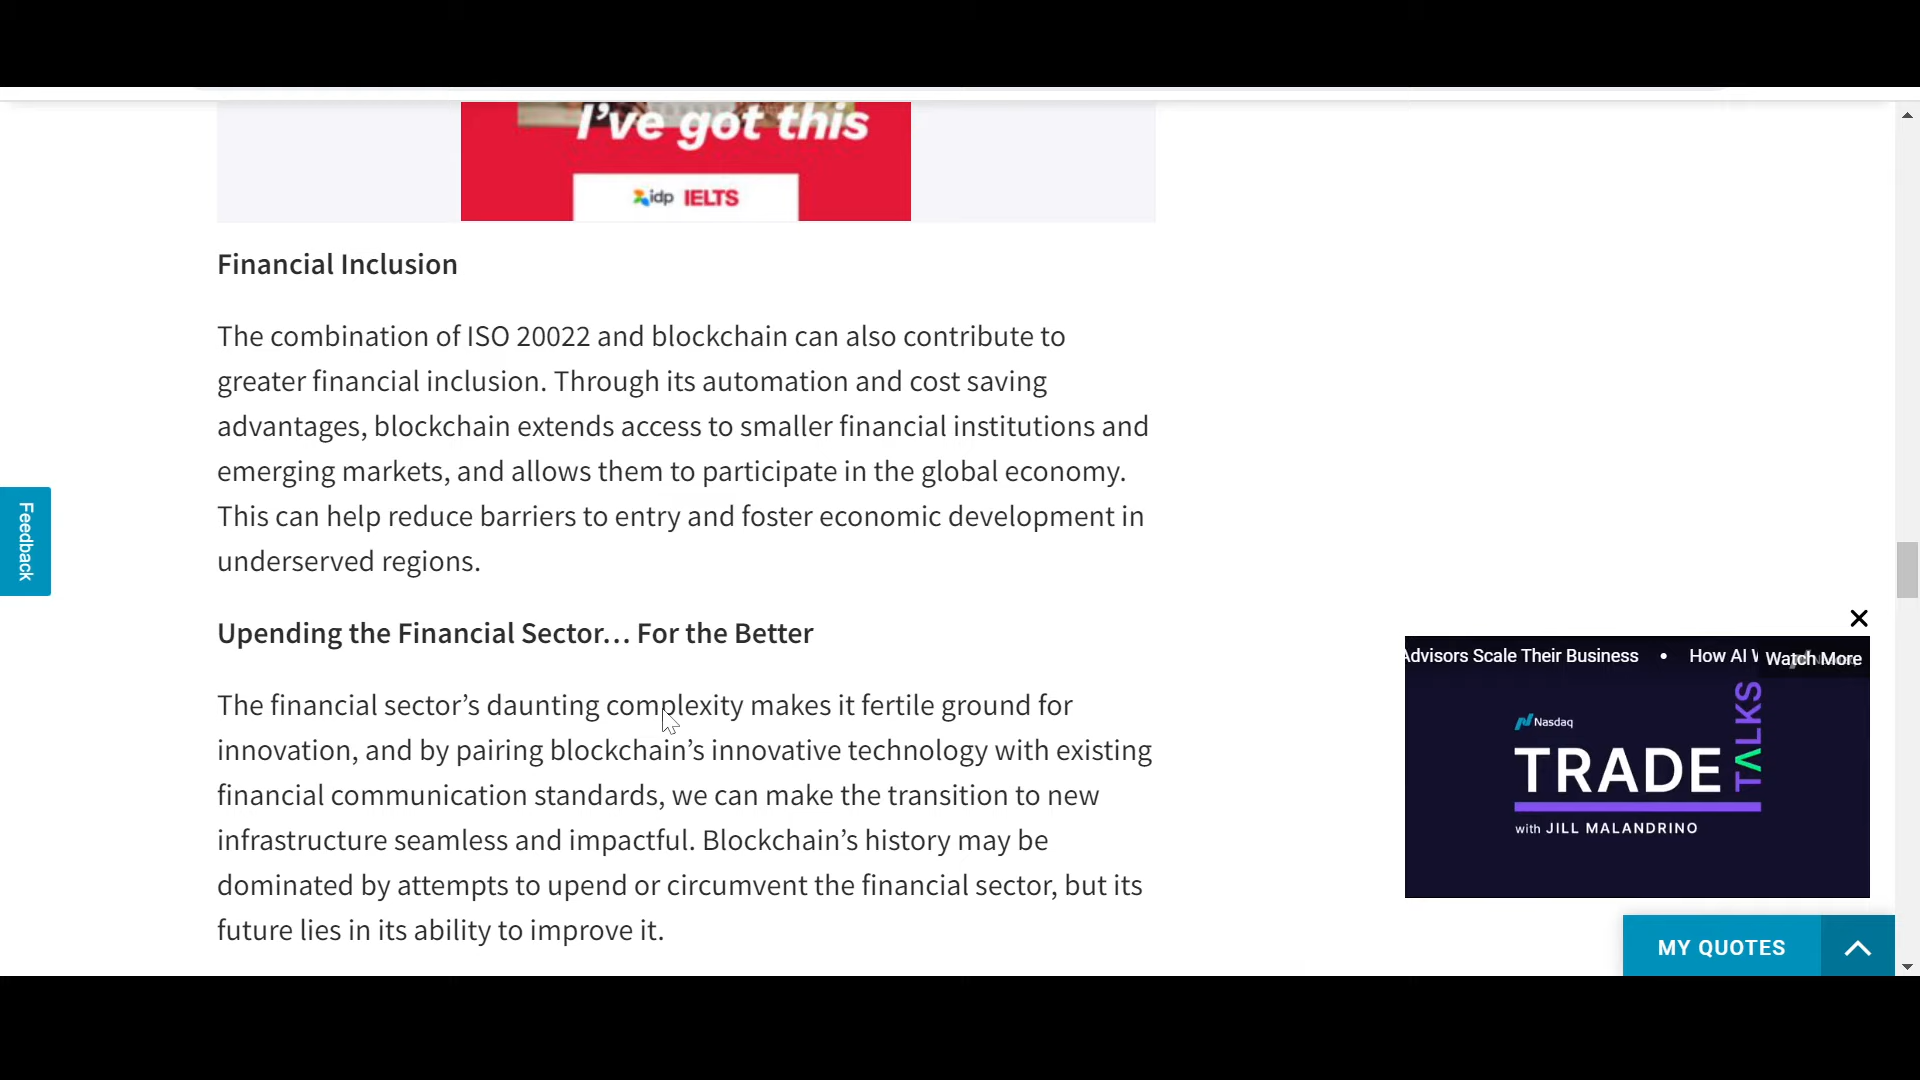 I've got this
idp IELTS
Financial Inclusion
The combination of ISO 20022 and blockchain can also contribute to
greater financial inclusion. Through its automation and cost saving
advantages, blockchain extends access to smaller financial institutions and
emerging markets, and allows them to participate in the global economy.
This can help reduce barriers to entry and foster economic development in
underserved regions.
Upending the Financial Sector… For the Better
The financial sector’s daunting complexity makes it fertile ground for
innovation, and by pairing blockchain’s innovative technology with existing
financial communication standards, we can make the transition to new
infrastructure seamless and impactful. Blockchain’s history may be
dominated by attempts to upend or circumvent the financial sector, but its
future lies in its ability to improve it.
Feedback
Advisors Scale Their Business • How AI
Watch More
Nasdaq
TRADE
TALKS
with JILL MALANDRINO
MY QUOTES